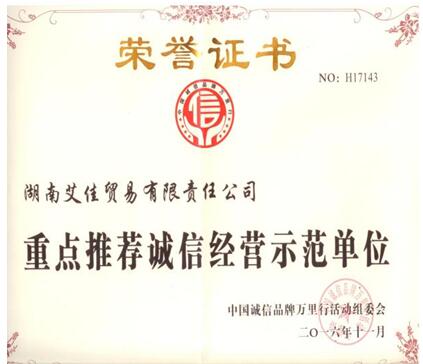 荣誉证书
NO: H17143
信
湖南艾佳贸易有限责任公司
重点推荐诚信经营示范单位
中国诚信品牌万里行活动组委会
二〇一六年十一月